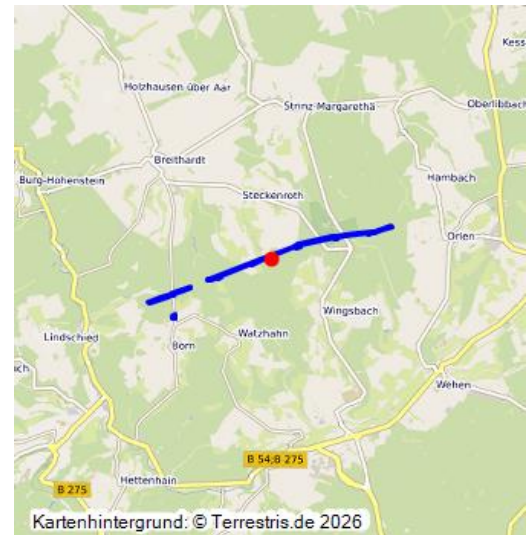 Kess
Holzhausen über Aar
Strinz-Margarethä
Oberlibbach
Breithardt
Burg-Hohenstein
Hambach
Steckenroth
Orlen
Wingsbach
Lindschied
Watzhahn
Born
ch
Wehen
B 54;B 275
Hettenhain
B 275
Kartenhintergrund: © Terrestris.de 2026